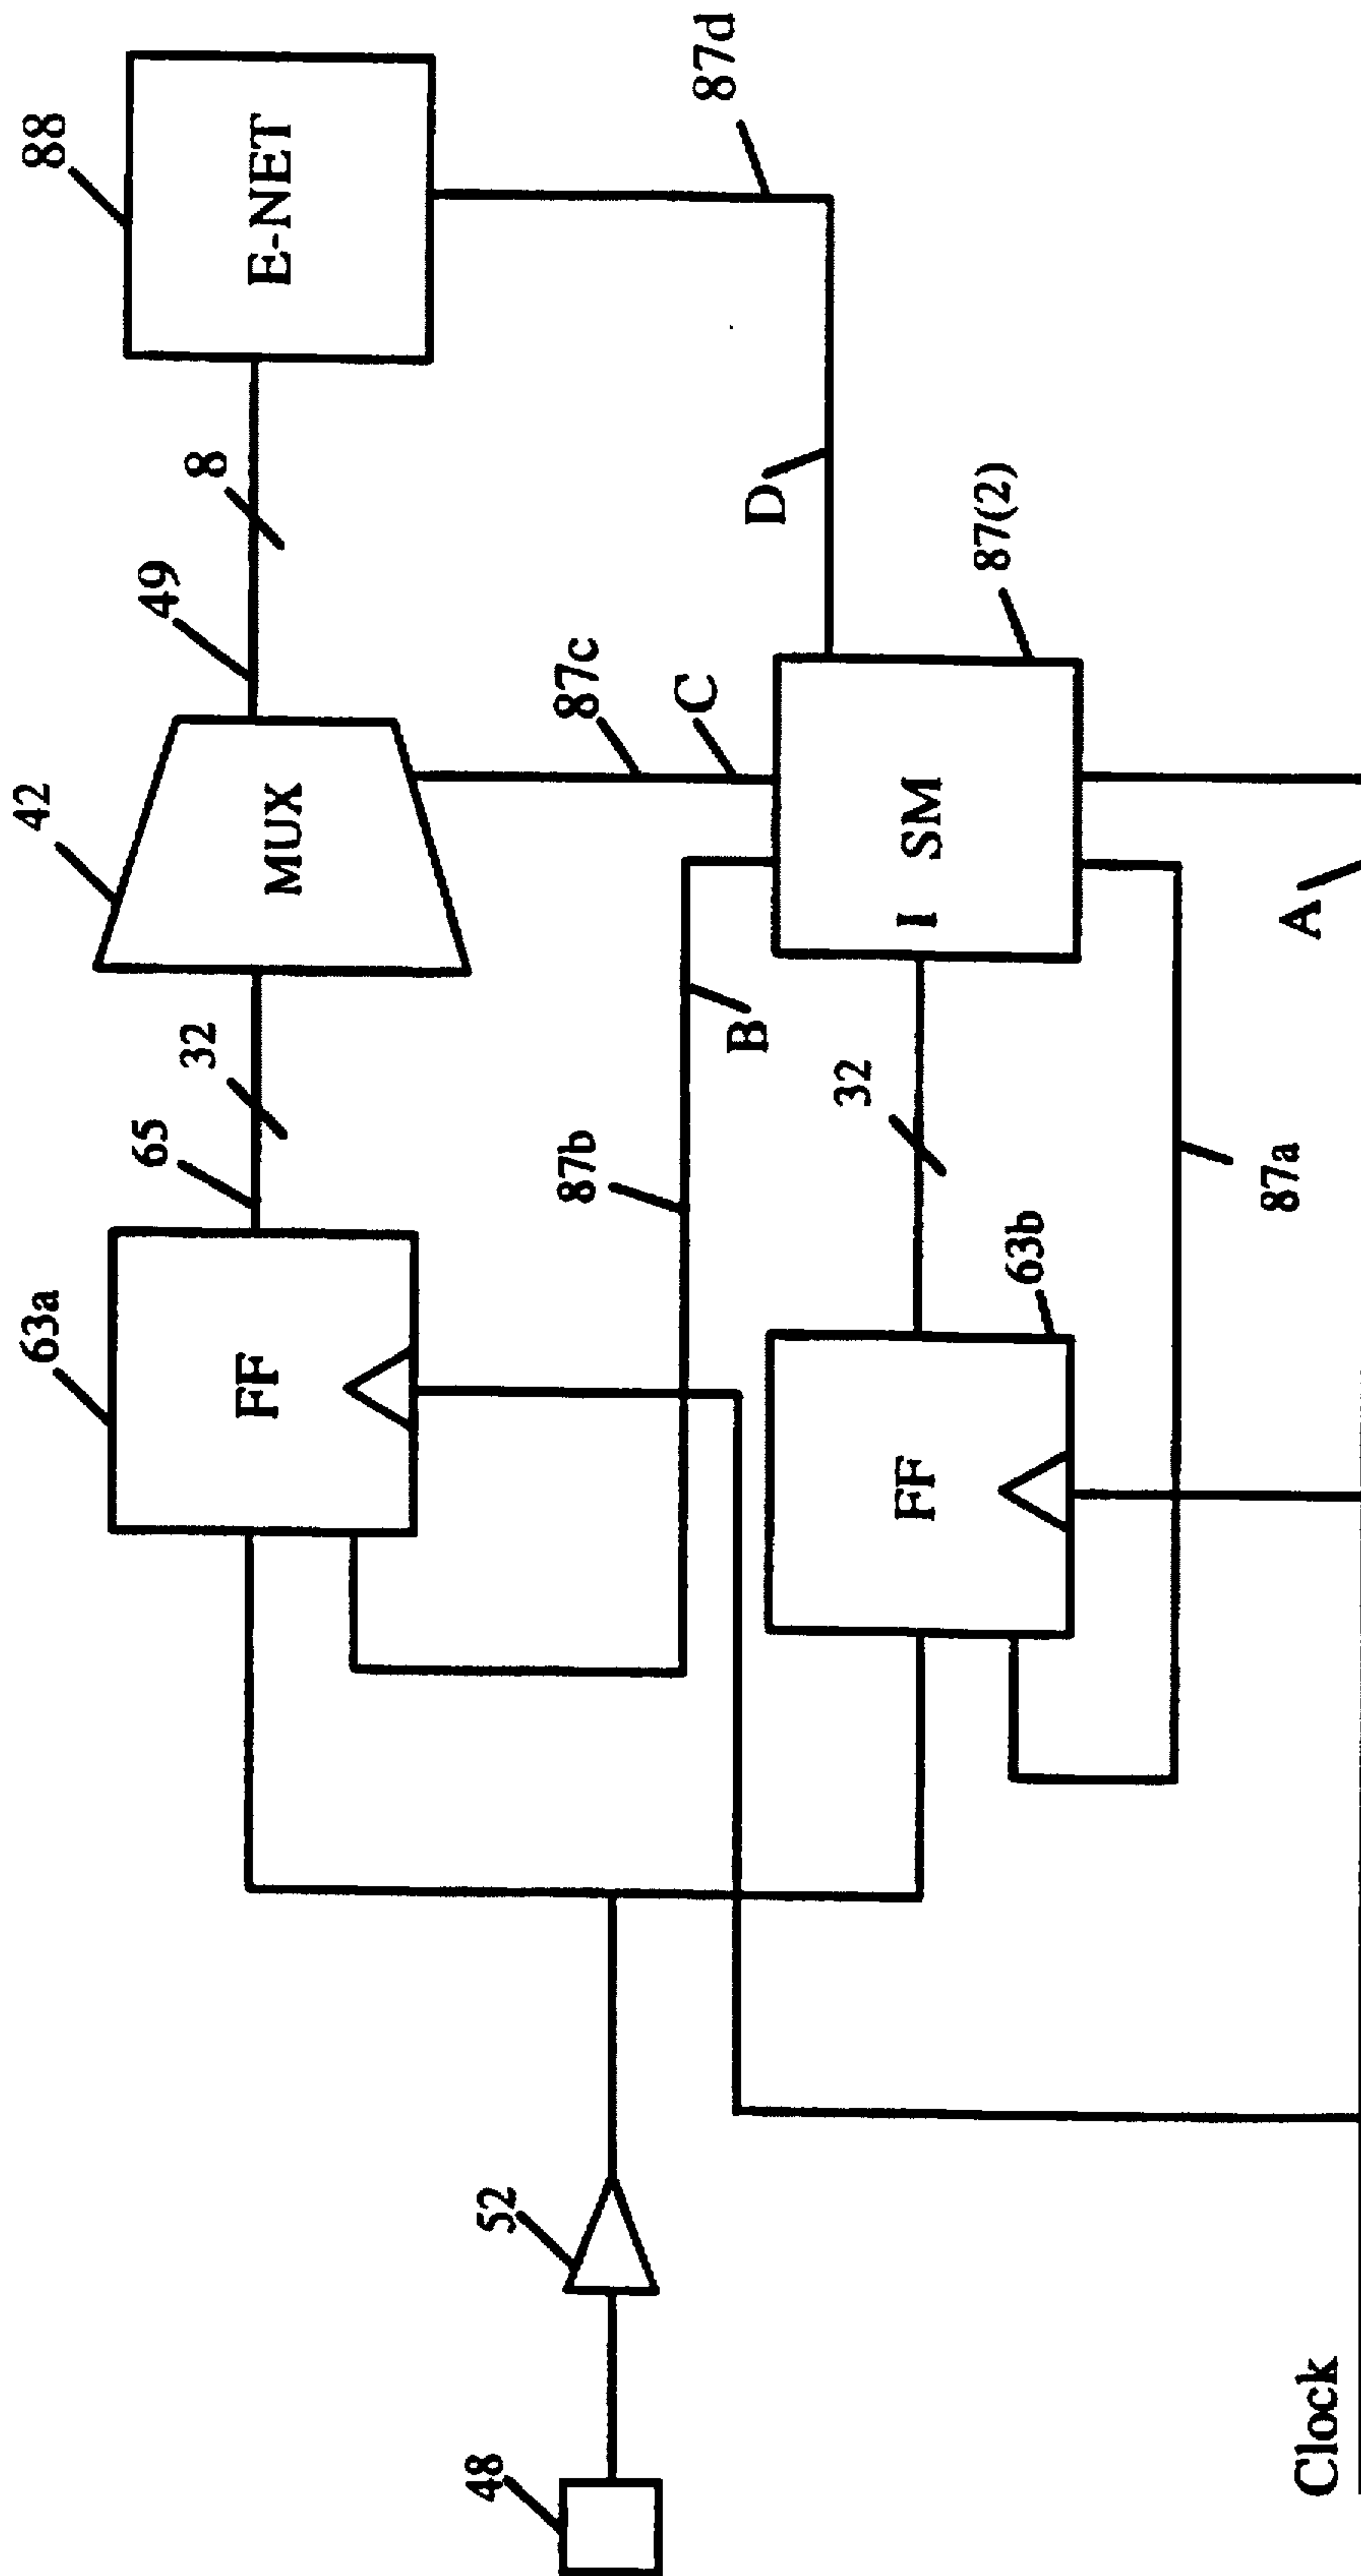 88
E-NET
87d
8
49
D
42
MUX
87c
C
87(2)
SM
I
A
32
65
B
87b
32
63a
FF
63b
FF
87a
52
48
Clock